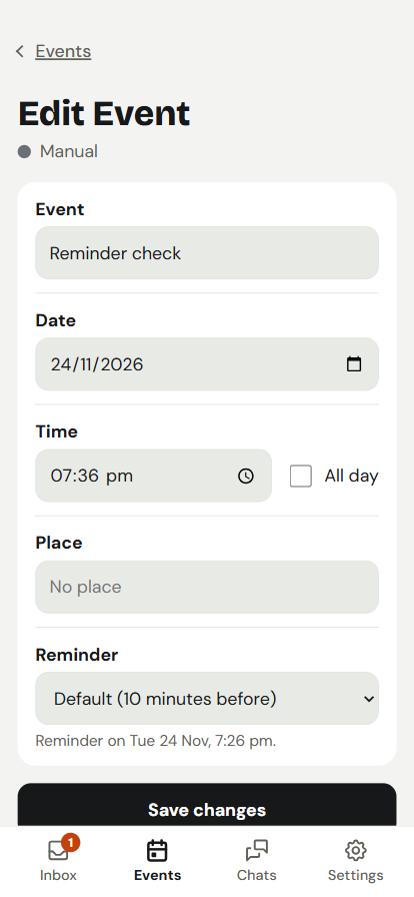 Events
Edit Event
Manual
Event
Reminder check
Date
24/11/2026
Time
07:36 pm
All day
Place
No place
Reminder
Default (10 minutes before)
Reminder on Tue 24 Nov, 7:26 pm.
Save changes
1
Inbox
Events
Chats
Settings